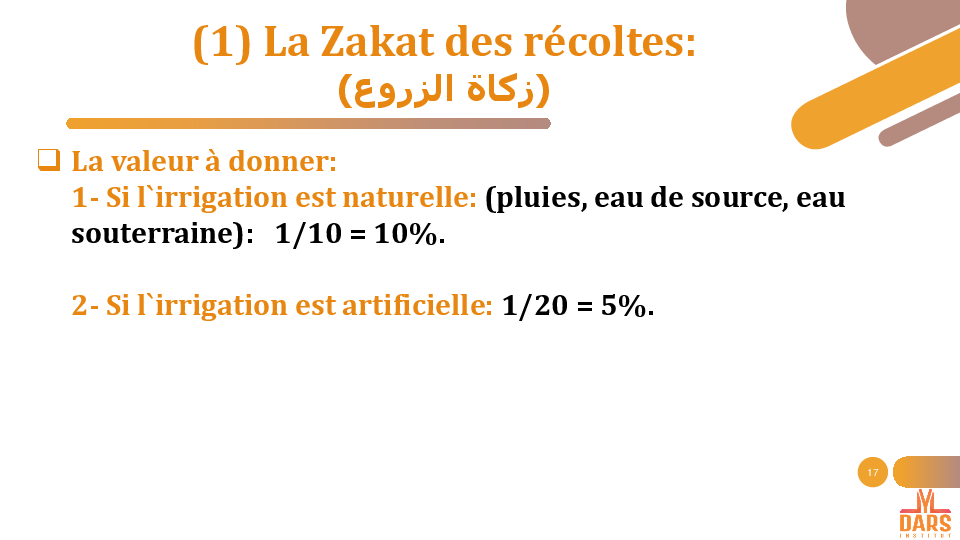 (1) La Zakat des récoltes:
(زكاة الزروع)
❑ La valeur à donner:
1- Si l`irrigation est naturelle: (pluies, eau de source, eau
souterraine):   1/10 = 10%.
2- Si l`irrigation est artificielle: 1/20 = 5%.
17
DARS
INSTITUT